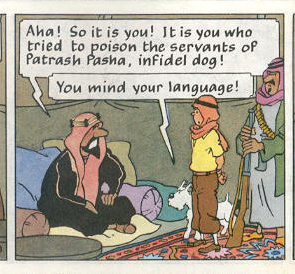 Aha! So it is you! It is you who
tried to poison the servants of
Patrash Pasha, infidel dog!
You mind your language!